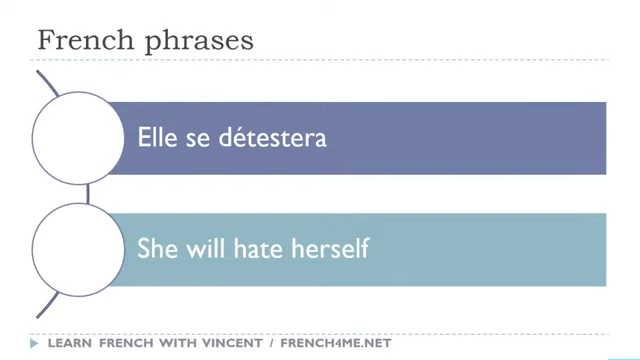 French phrases
Elle se détestera
She will hate herself
LEARN FRENCH WITH VINCENT / FRENCH4ME.NET